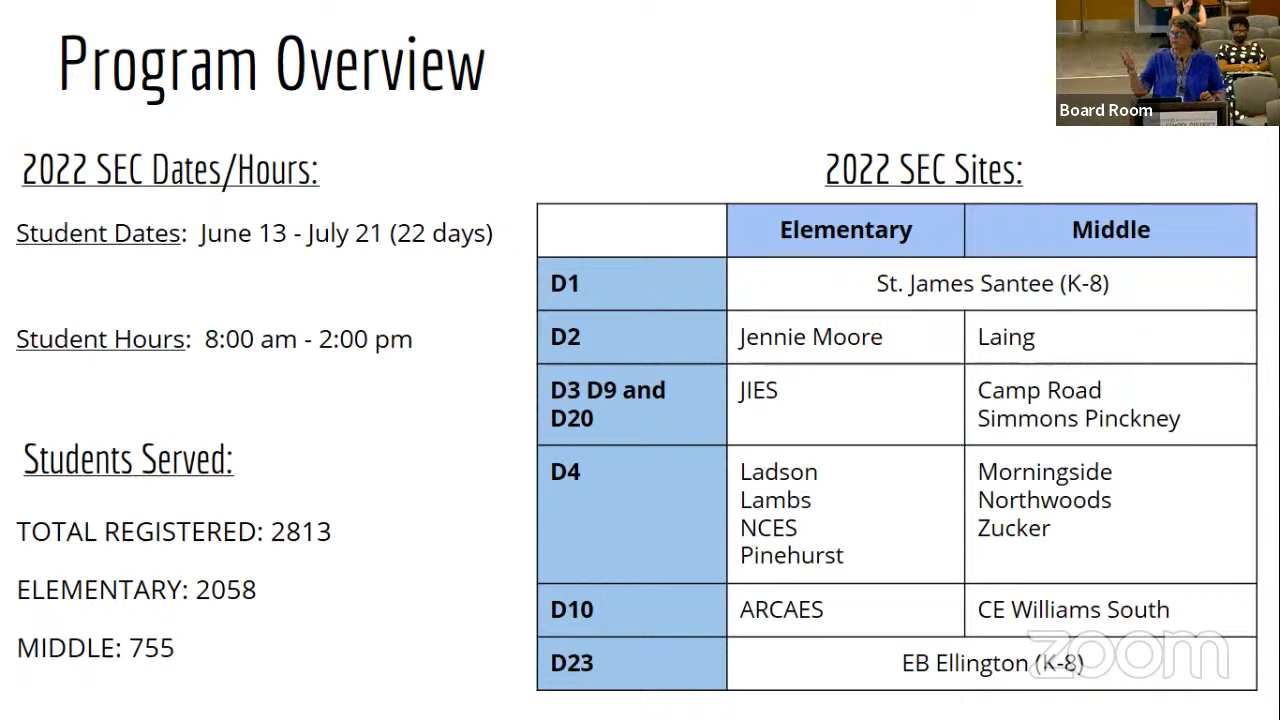 Program Overview
Board Room
SCHOOL DISTRICT
2022 SEC Dates/Hours:
Student Dates: June 13 - July 21 (22 days)
Student Hours: 8:00 am - 2:00 pm
Students Served:
TOTAL REGISTERED: 2813
ELEMENTARY: 2058
MIDDLE: 755
2022 SEC Sites:
Elementary Middle
D1 St. James Santee (K-8)
D2 Jennie Moore Laing
D3 D9 and D20 JIES Camp Road
Simmons Pinckney
D4 Ladson Morningside
Lambs Northwoods
NCES Zucker
Pinehurst
D10 ARCAES CE Williams South
D23 EB Ellington (K-8)
zoom